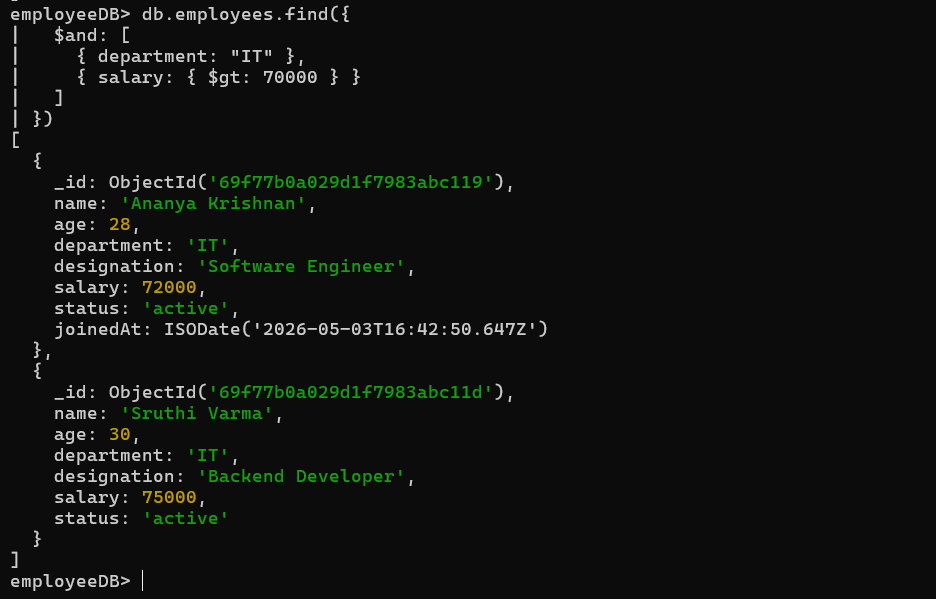 employeeDB> db.employees.find({
|   $and: [
|     { department: "IT" },
|     { salary: { $gt: 70000 } }
|   ]
| })
[
  {
    _id: ObjectId('69f77b0a029d1f7983abc119'),
    name: 'Ananya Krishnan',
    age: 28,
    department: 'IT',
    designation: 'Software Engineer',
    salary: 72000,
    status: 'active',
    joinedAt: ISODate('2026-05-03T16:42:50.647Z')
  },
  {
    _id: ObjectId('69f77b0a029d1f7983abc11d'),
    name: 'Sruthi Varma',
    age: 30,
    department: 'IT',
    designation: 'Backend Developer',
    salary: 75000,
    status: 'active'
  }
]
employeeDB>